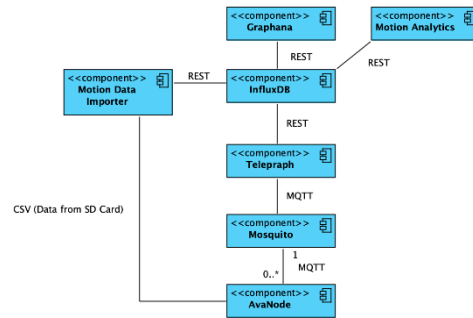 <<component>>
Graphana
<<component>>
Motion Analytics
REST
REST
<<component>>
Motion Data
Importer
REST
<<component>>
InfluxDB
REST
<<component>>
Telepraph
MQTT
CSV (Data from SD Card)
<<component>>
Mosquito
1
MQTT
0..*
<<component>>
AvaNode